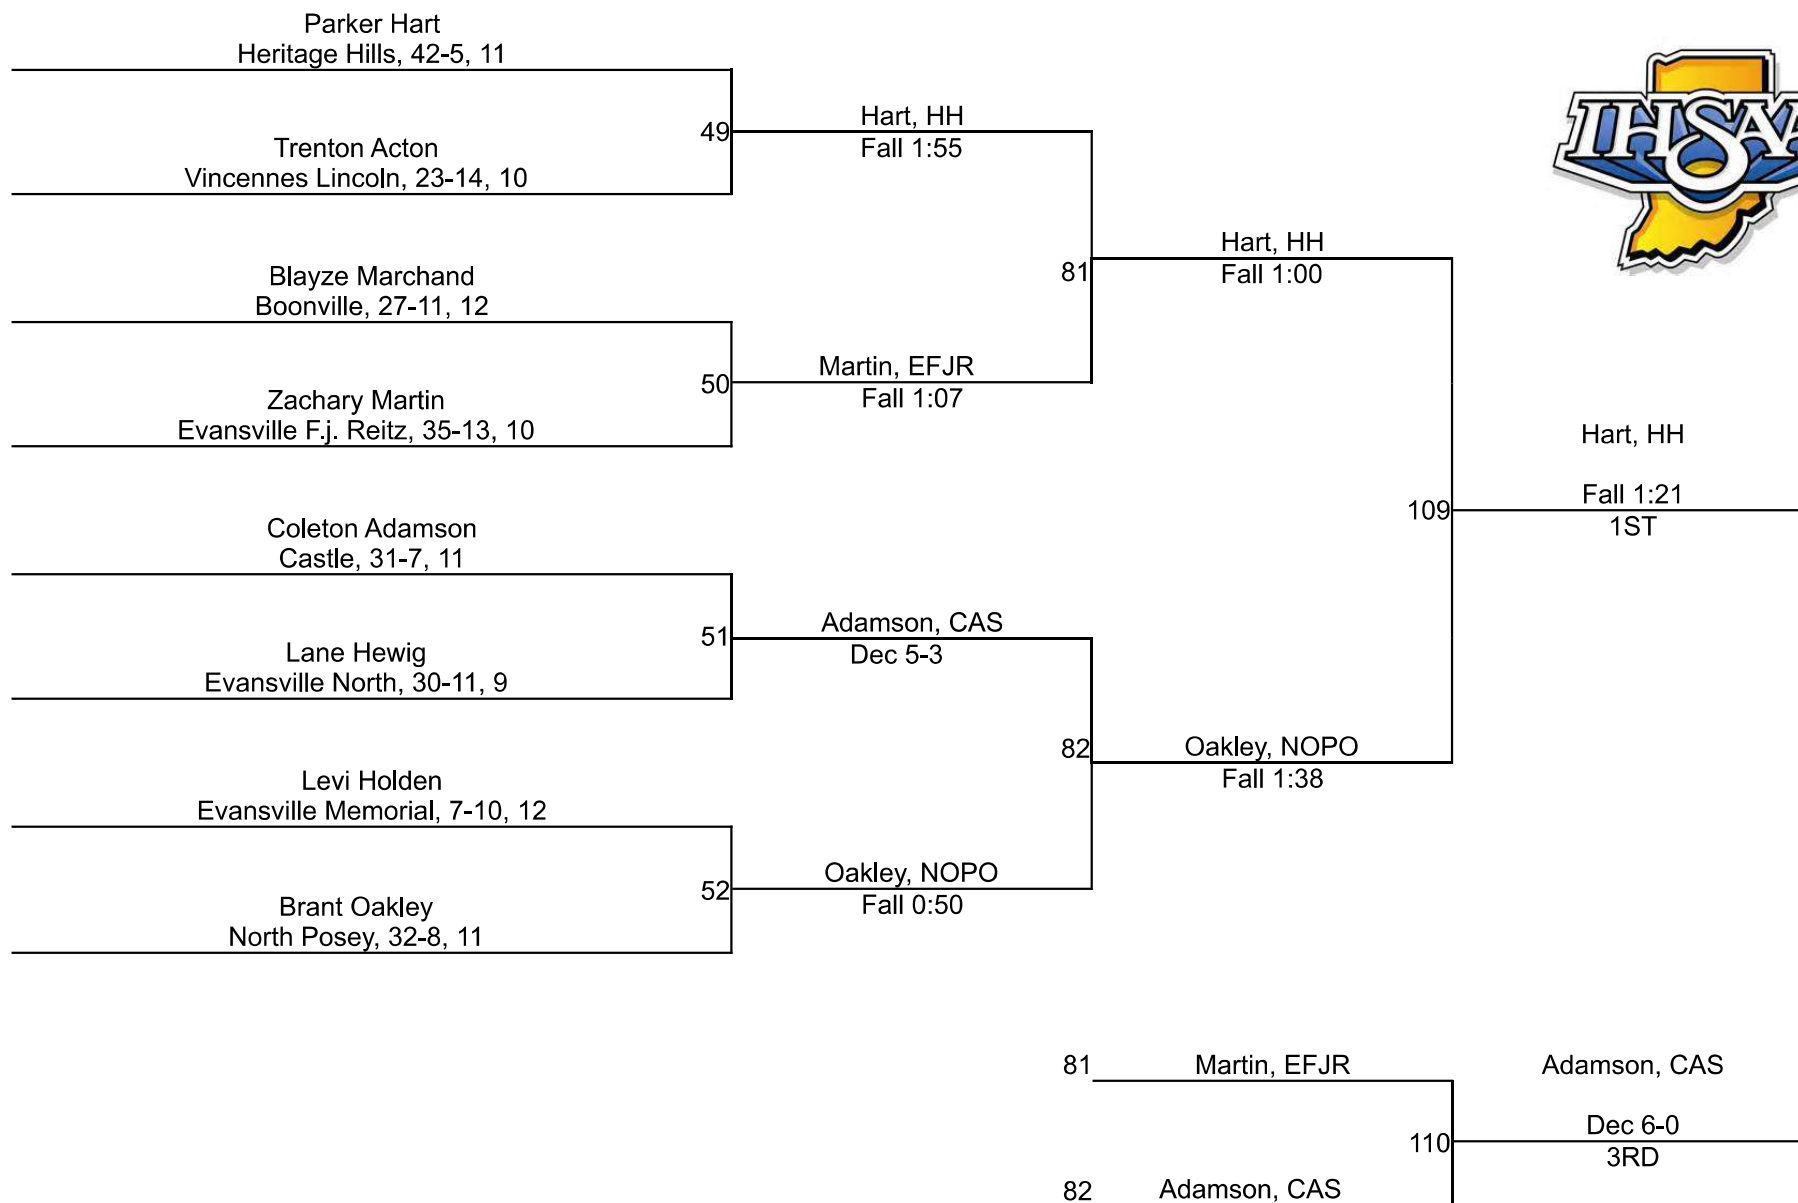 Parker Hart
Heritage Hills, 42-5, 11
Trenton Acton
Vincennes Lincoln, 23-14, 10
Blayze Marchand
Boonville, 27-11, 12
Zachary Martin
Evansville F.j. Reitz, 35-13, 10
Coleton Adamson
Castle, 31-7, 11
Lane Hewig
Evansville North, 30-11, 9
Levi Holden
Evansville Memorial, 7-10, 12
Brant Oakley
North Posey, 32-8, 11
49
Hart, HH
Fall 1:55
50
Martin, EFJR
Fall 1:07
51
Adamson, CAS
Dec 5-3
52
Oakley, NOPO
Fall 0:50
81
Hart, HH
Fall 1:00
82
Oakley, NOPO
Fall 1:38
109
Hart, HH
Fall 1:21
1ST
IHSAA
81
Martin, EFJR
82
Adamson, CAS
110
Adamson, CAS
Dec 6-0
3RD